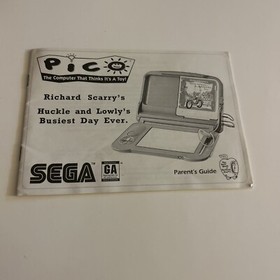 PICO
The Computer That Thinks It's A Toy!
Richard Scarry's
Huckle and Lowly's
Busiest Day Ever.
SEGA
GA
Parent's Guide